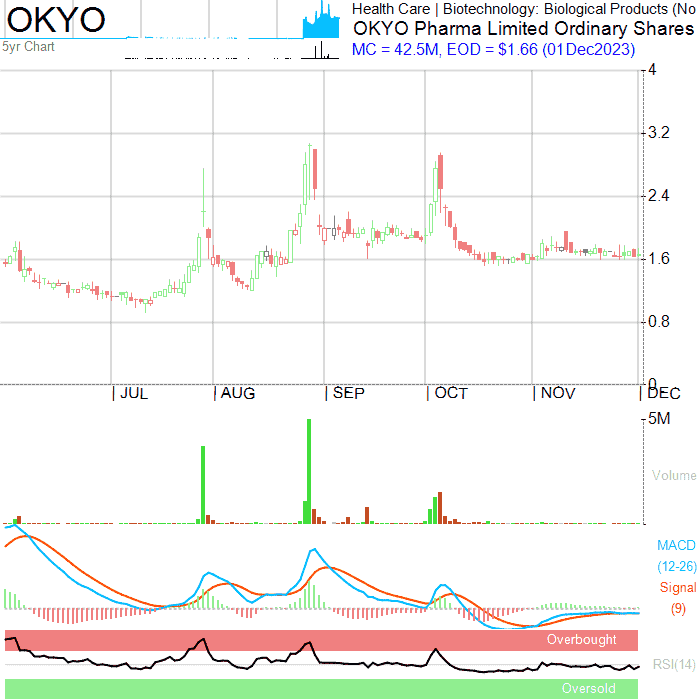 OKYO
5yr Chart
Health Care | Biotechnology: Biological Products (No
OKYO Pharma Limited Ordinary Shares
MC = 42.5M, EOD = $1.66 (01Dec2023)
4
3.2
2.4
1.6
0.8
0
| JUL | AUG | SEP | OCT | NOV | DEC
5M
Volume
MACD
(12-26)
Signal
(9)
Overbought
RSI(14)
Oversold